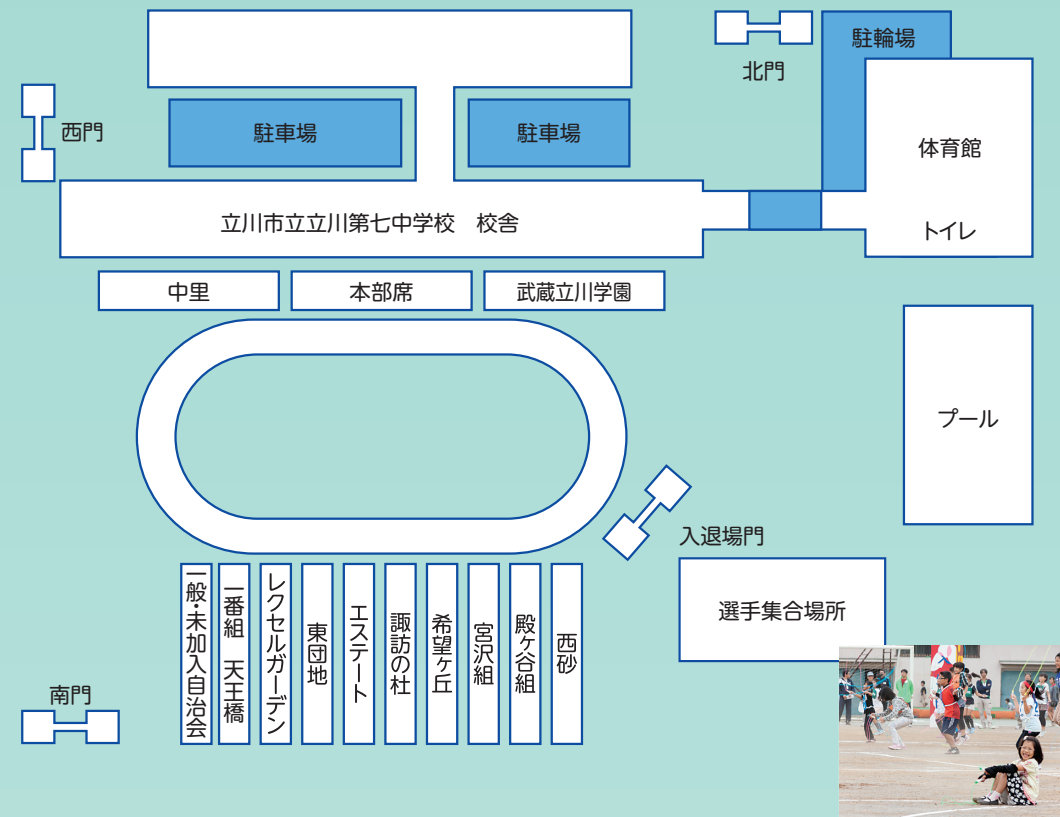 駐輪場
北門
西門
駐車場
駐車場
体育館
立川市立立川第七中学校　校舎
トイレ
中里
本部席
武蔵立川学園
プール
入退場門
選手集合場所
一般・未加入自治会
一番組　天王橋
レクセルガーデン
東団地
エステート
諏訪の杜
希望ヶ丘
宮沢組
殿ヶ谷組
西砂
南門